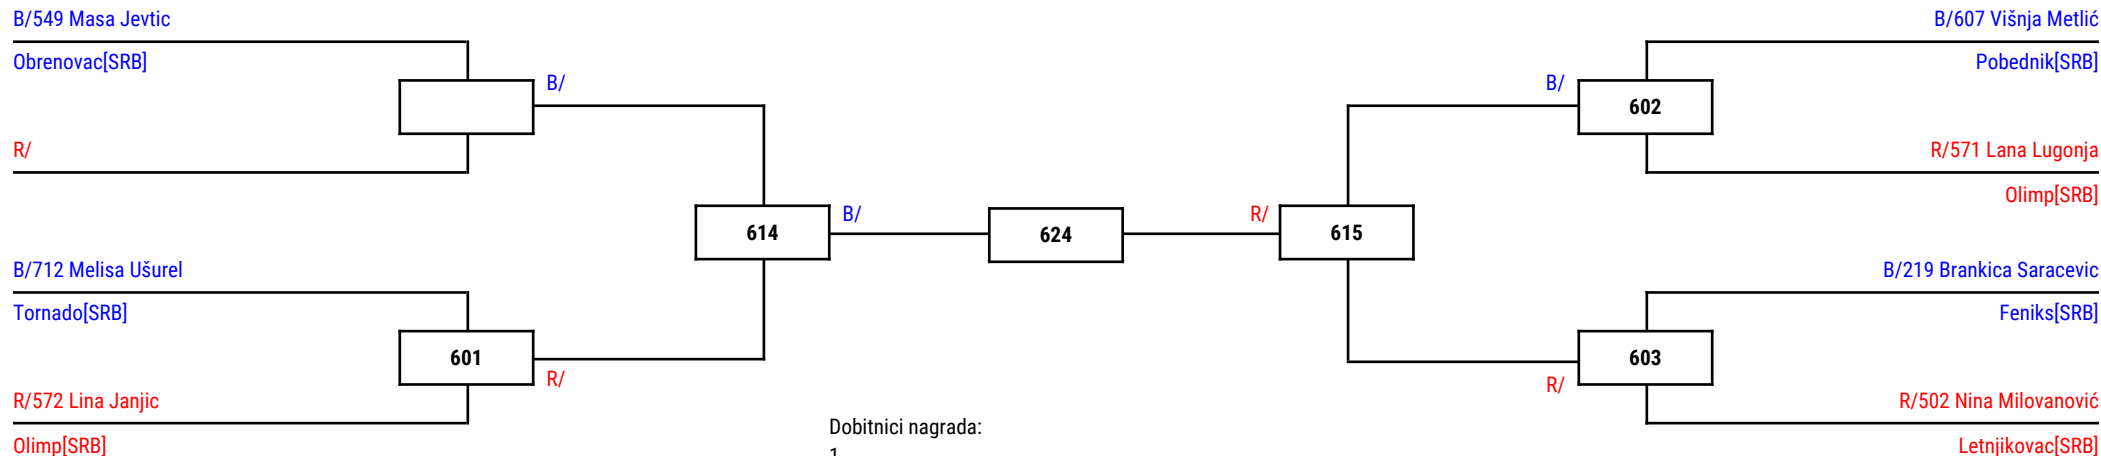 B/549 Masa Jevtic
Obrenovac[SRB]
R/
B/
B/712 Melisa Ušurel
Tornado[SRB]
601
R/572 Lina Janjic
Olimp[SRB]
R/
614
B/
624
R/
615
B/
602
B/607 Višnja Metlić
Pobednik[SRB]
R/571 Lana Lugonja
Olimp[SRB]
B/219 Brankica Saracevic
Feniks[SRB]
603
R/
R/502 Nina Milovanović
Letnjikovac[SRB]
Dobitnici nagrada:
1